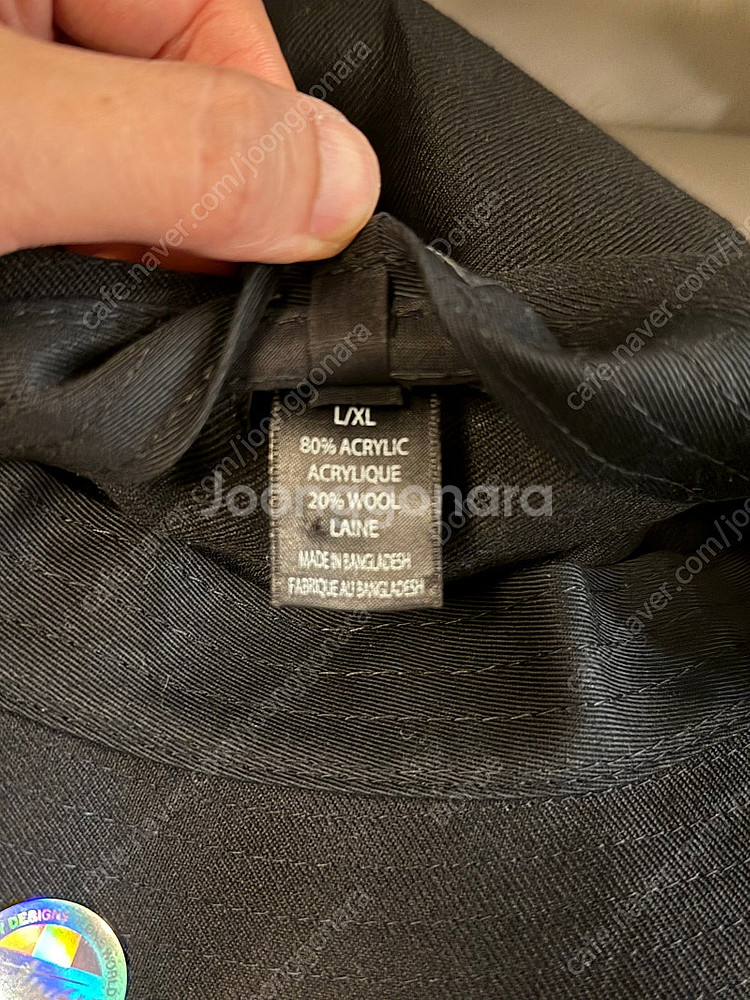 L/XL
80% ACRYLIC
ACRYLIQUE
20% WOOL
LAINE
MADE IN BANGLADESH
FABRIQUE AU BANGLADESH
Joonggonara
cafe.naver.com/joonggonara
DESIGNS
WORLD